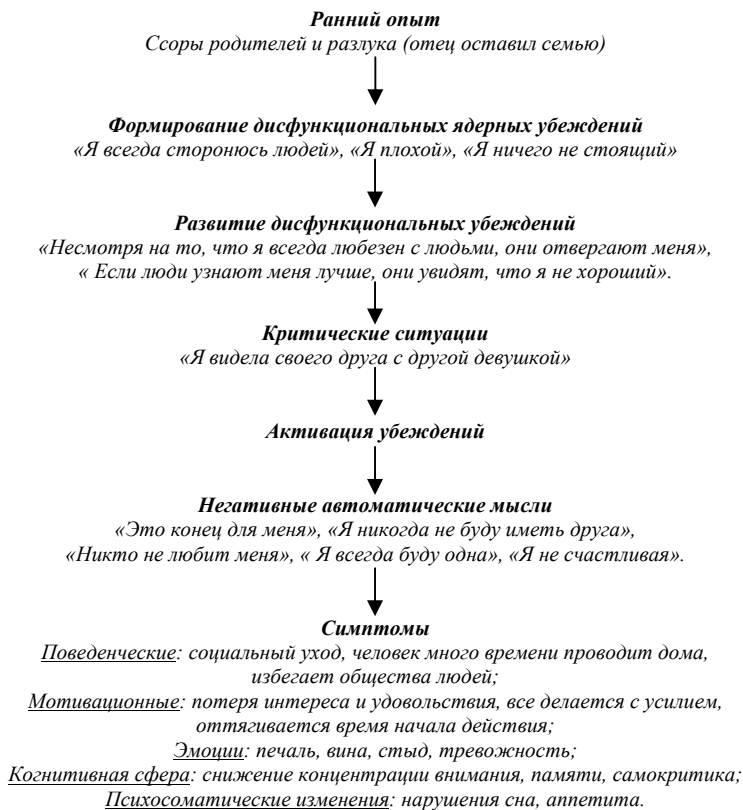 Ранний опыт
Ссоры родителей и разлука (отец оставил семью)
Формирование дисфункциональных ядерных убеждений
«Я всегда сторонюсь людей», «Я плохой», «Я ничего не стоящий»
Развитие дисфункциональных убеждений
«Несмотря на то, что я всегда любезен с людьми, они отвергают меня»,
« Если люди узнают меня лучше, они увидят, что я не хороший».
Критические ситуации
«Я видела своего друга с другой девушкой»
Активация убеждений
Негативные автоматические мысли
«Это конец для меня», «Я никогда не буду иметь друга»,
«Никто не любит меня», « Я всегда буду одна», «Я не счастливая».
Симптомы
Поведенческие: социальный уход, человек много времени проводит дома,
избегает общества людей;
Мотивационные: потеря интереса и удовольствия, все делается с усилием,
оттягивается время начала действия;
Эмоции: печаль, вина, стыд, тревожность;
Когнитивная сфера: снижение концентрации внимания, памяти, самокритика;
Психосоматические изменения: нарушения сна, аппетита.